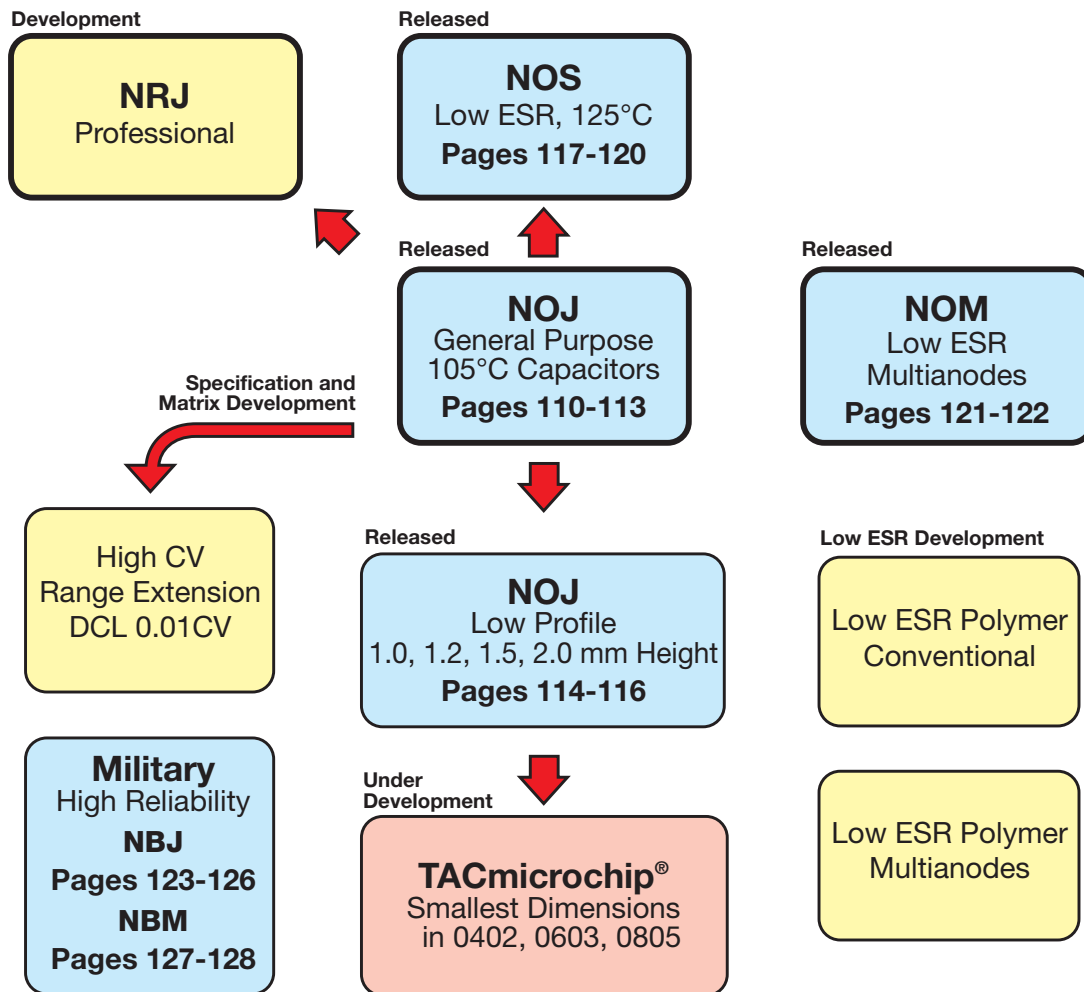 Development
NRJ
Professional
Released
NOS
Low ESR, 125°C
Pages 117-120
Released
NOJ
General Purpose
105°C Capacitors
Pages 110-113
Released
NOM
Low ESR
Multianodes
Pages 121-122
Specification and
Matrix Development
High CV
Range Extension
DCL 0.01CV
Released
NOJ
Low Profile
1.0, 1.2, 1.5, 2.0 mm Height
Pages 114-116
Low ESR Development
Low ESR Polymer
Conventional
Military
High Reliability
NBJ
Pages 123-126
NBM
Pages 127-128
Under
Development
TACmicrochip®
Smallest Dimensions
in 0402, 0603, 0805
Low ESR Polymer
Multianodes